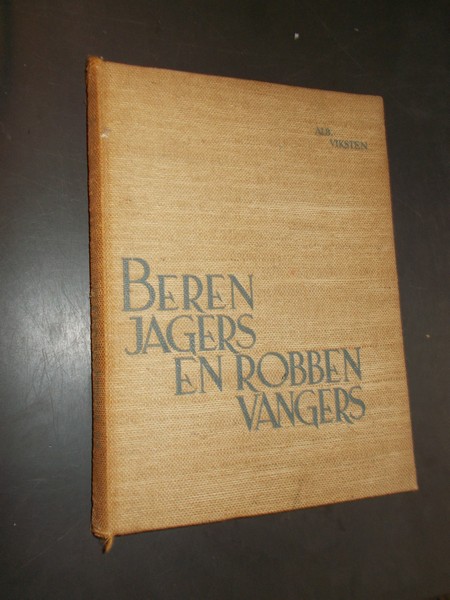 ALB.
VIKSTEN
BEREN
JAGERS
EN ROBBEN
VANGERS